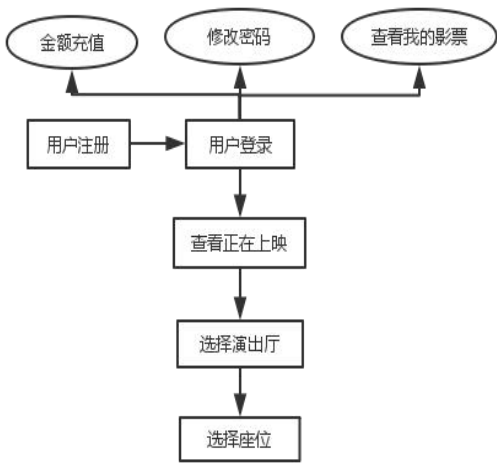 金额充值
修改密码
查看我的影票
用户注册
用户登录
查看正在上映
选择演出厅
选择座位